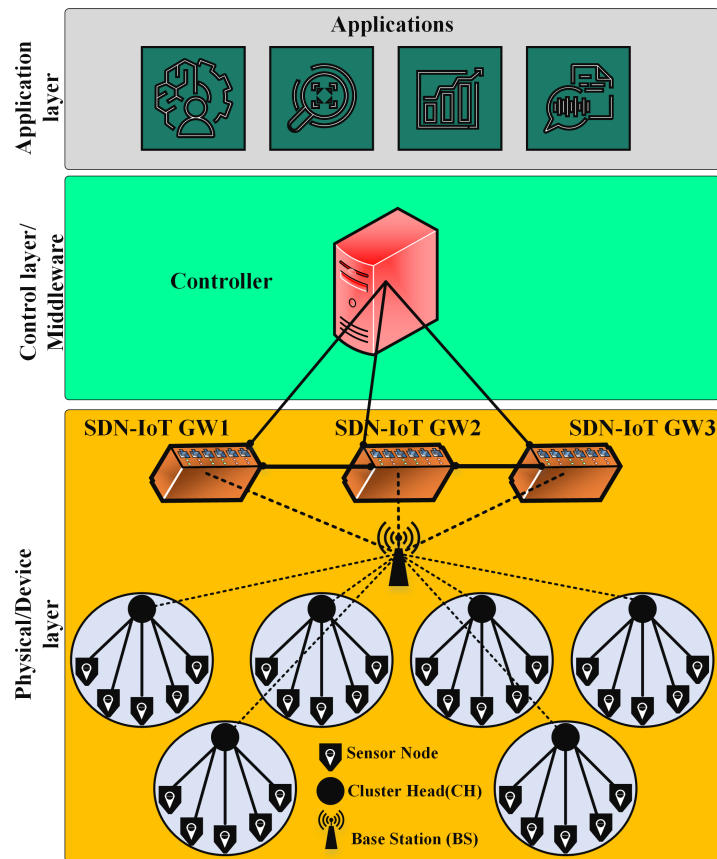 Applications
Application
layer
Control layer/
Middleware
Controller
SDN-IoT GW1
SDN-IoT GW2
SDN-IoT GW3
Physical/Device
layer
Sensor Node
Cluster Head(CH)
Base Station (BS)